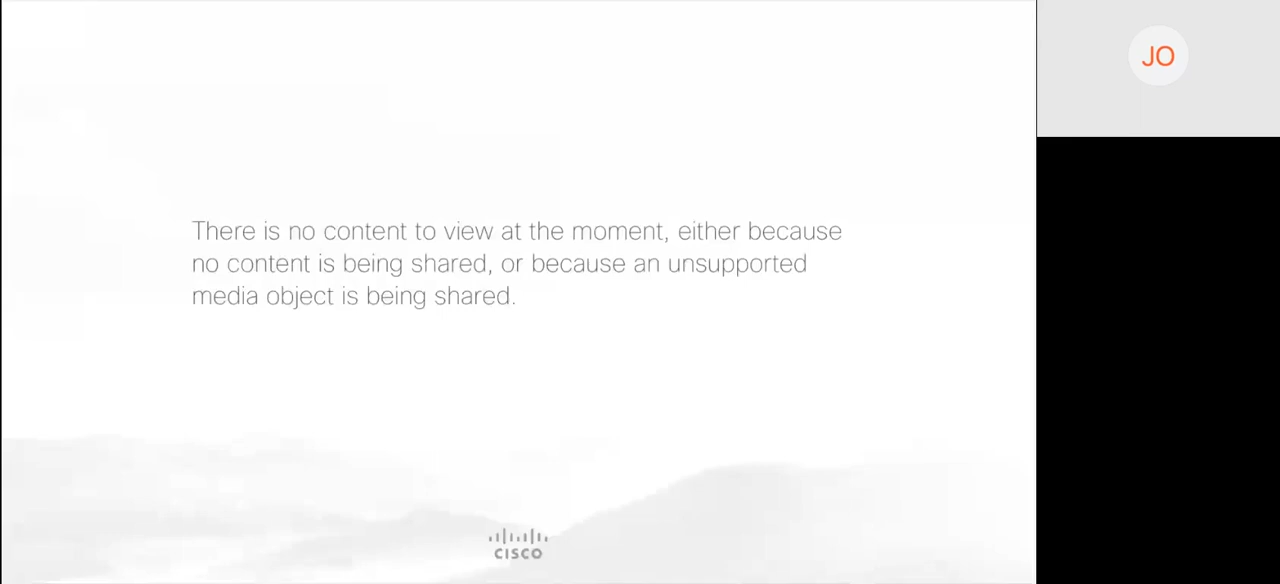 There is no content to view at the moment, either because
no content is being shared, or because an unsupported
media object is being shared.
CISCO
JO